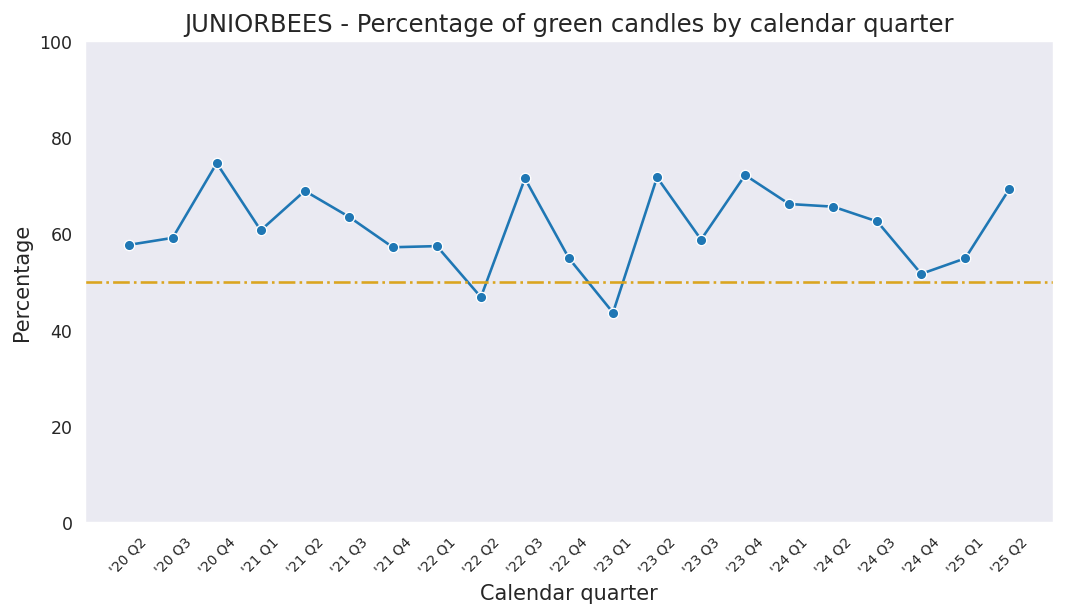 JUNIORBEES - Percentage of green candles by calendar quarter
100
80
60
40
20
0
Percentage
'20 Q2
'20 Q3
'20 Q4
'21 Q1
'21 Q2
'21 Q3
'21 Q4
'22 Q1
'22 Q2
'22 Q3
'22 Q4
'23 Q1
'23 Q2
'23 Q3
'23 Q4
'24 Q1
'24 Q2
'24 Q3
'24 Q4
'25 Q1
'25 Q2
Calendar quarter